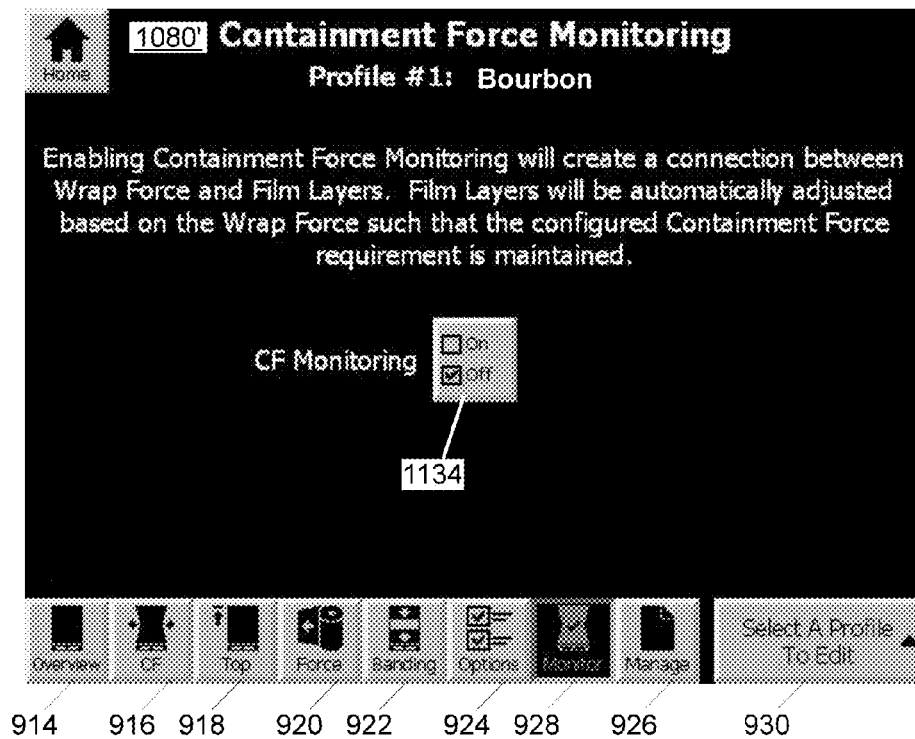 1080' Containment Force Monitoring
Home
Profile #1: Bourbon
Enabling Containment Force Monitoring will create a connection between
Wrap Force and Film Layers. Film Layers will be automatically adjusted
based on the Wrap Force such that the configured Containment Force
requirement is maintained.
CF Monitoring
On
Off
1134
Overview CF Top Force Banding Options Monitor Manage
Select A Profile
To Edit
914 916 918 920 922 924 928 926 930